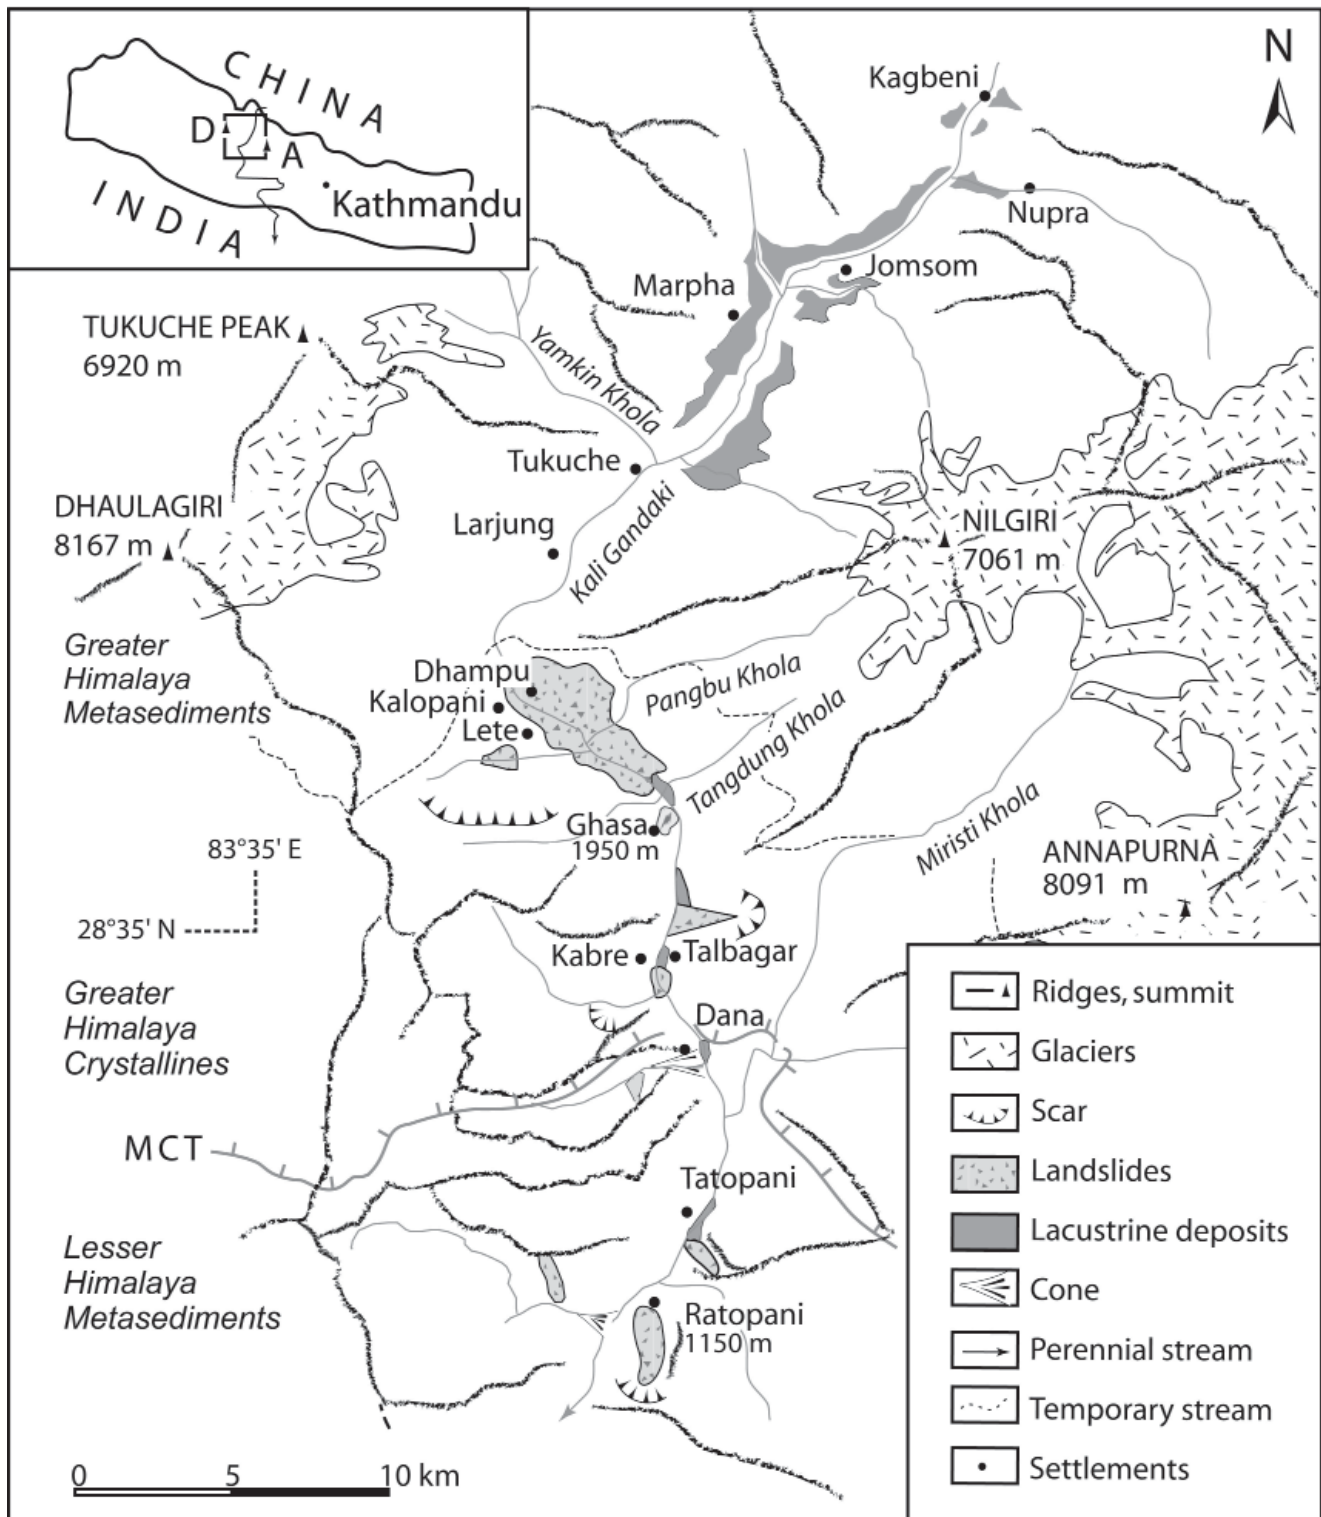 CHINA
D
A
Kathmandu
INDIA
N
Kagbeni
Nupra
Jomsom
Marpha
TUKUCHE PEAK
6920 m
Yamkin Khola
Tukuche
DHAULAGIRI
8167 m
Larjung
Kali Gandaki
NILGIRI
7061 m
Greater
Himalaya
Metasediments
Dhampu
Kalopani
Lete
Pangbu Khola
Tangdung Khola
Miristi Khola
Ghasa
1950 m
83°35' E
28°35' N
ANNAPURNA
8091 m
Kabre
Talbagar
Greater
Himalaya
Crystallines
Dana
MCT
Tatopani
Lesser
Himalaya
Metasediments
Ratopani
1150 m
0 5 10 km
Ridges, summit
Glaciers
Scar
Landslides
Lacustrine deposits
Cone
Perennial stream
Temporary stream
Settlements